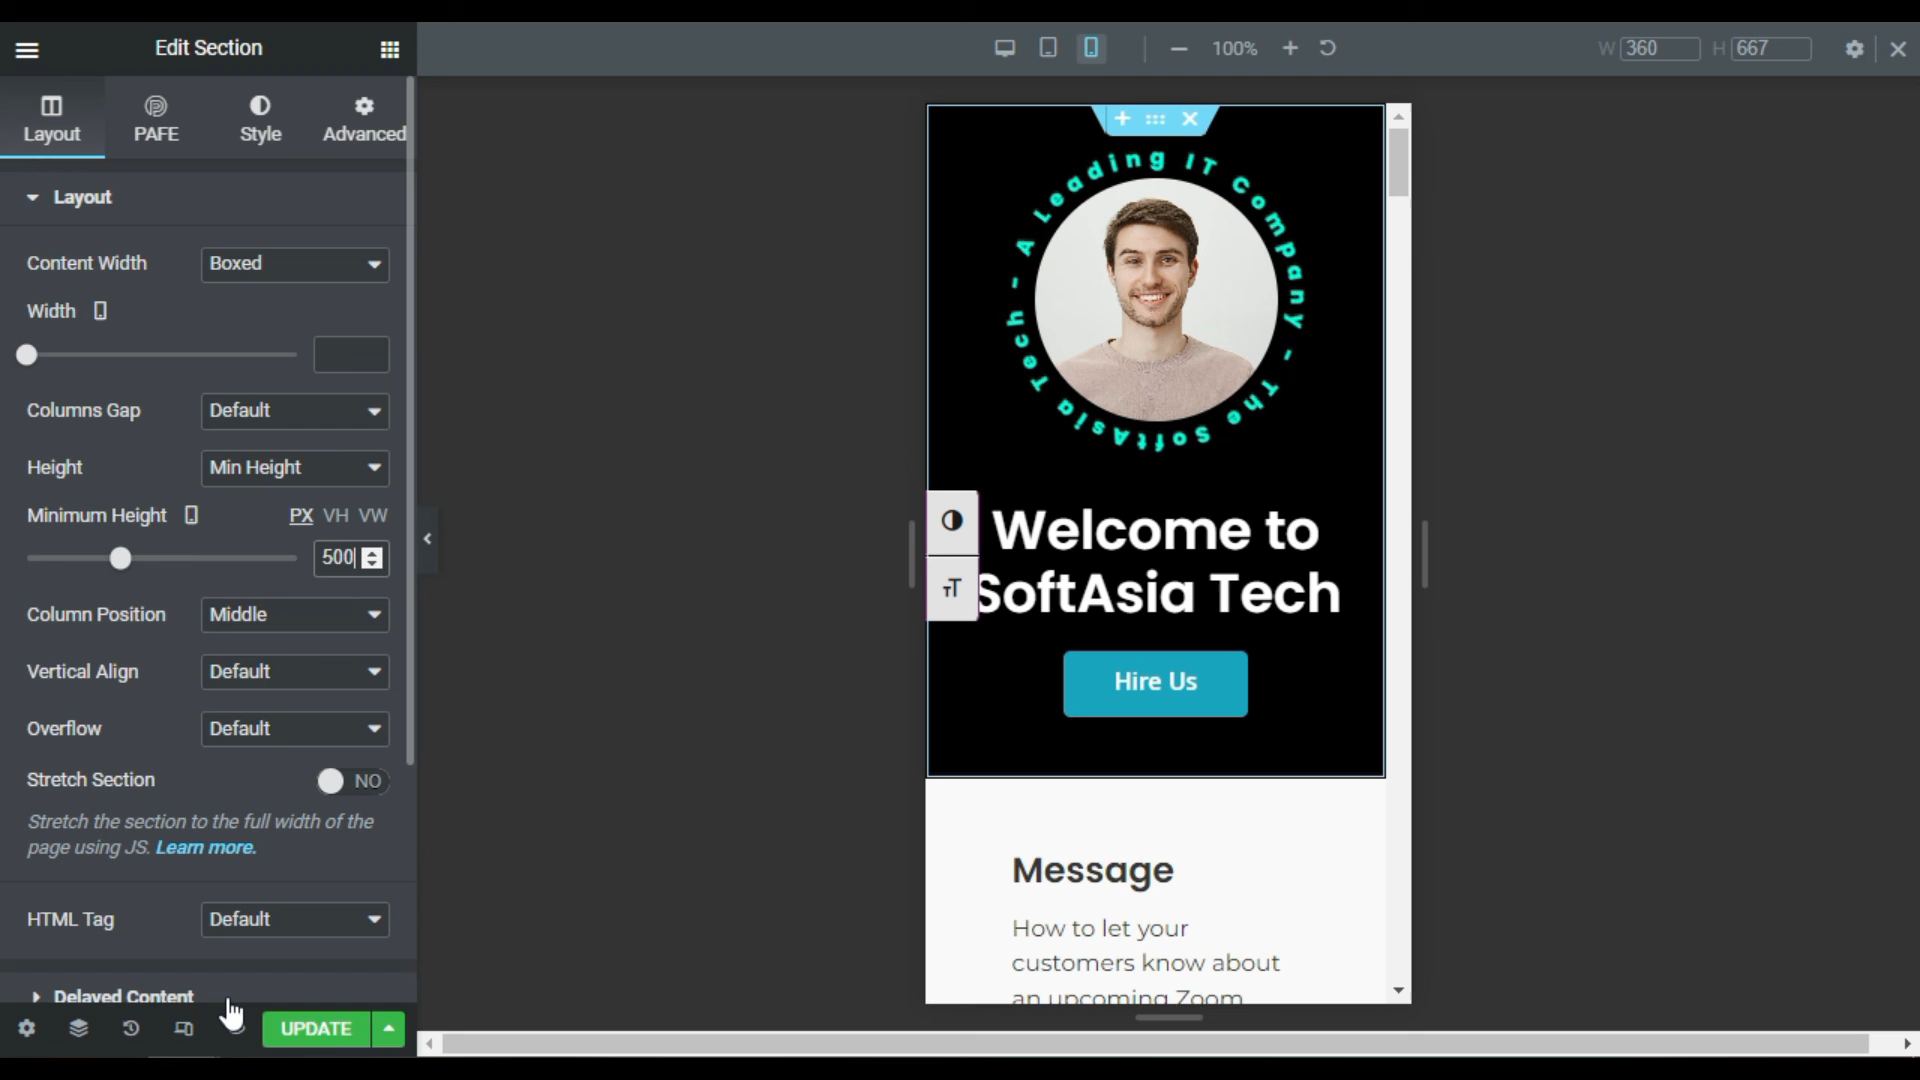 Edit Section
100%
W 360 H 667
Layout PAFE Style Advanced
Layout
Content Width Boxed
Width
Columns Gap Default
Height Min Height
Minimum Height PX VH VW
500
Column Position Middle
Vertical Align Default
Overflow Default
Stretch Section NO
Stretch the section to the full width of the
page using JS. Learn more.
HTML Tag Default
Delayed Content
UPDATE
A Leading IT Company - The SoftAsia Tech -
Welcome to
SoftAsia Tech
Hire Us
Message
How to let your
customers know about
an upcoming Zoom